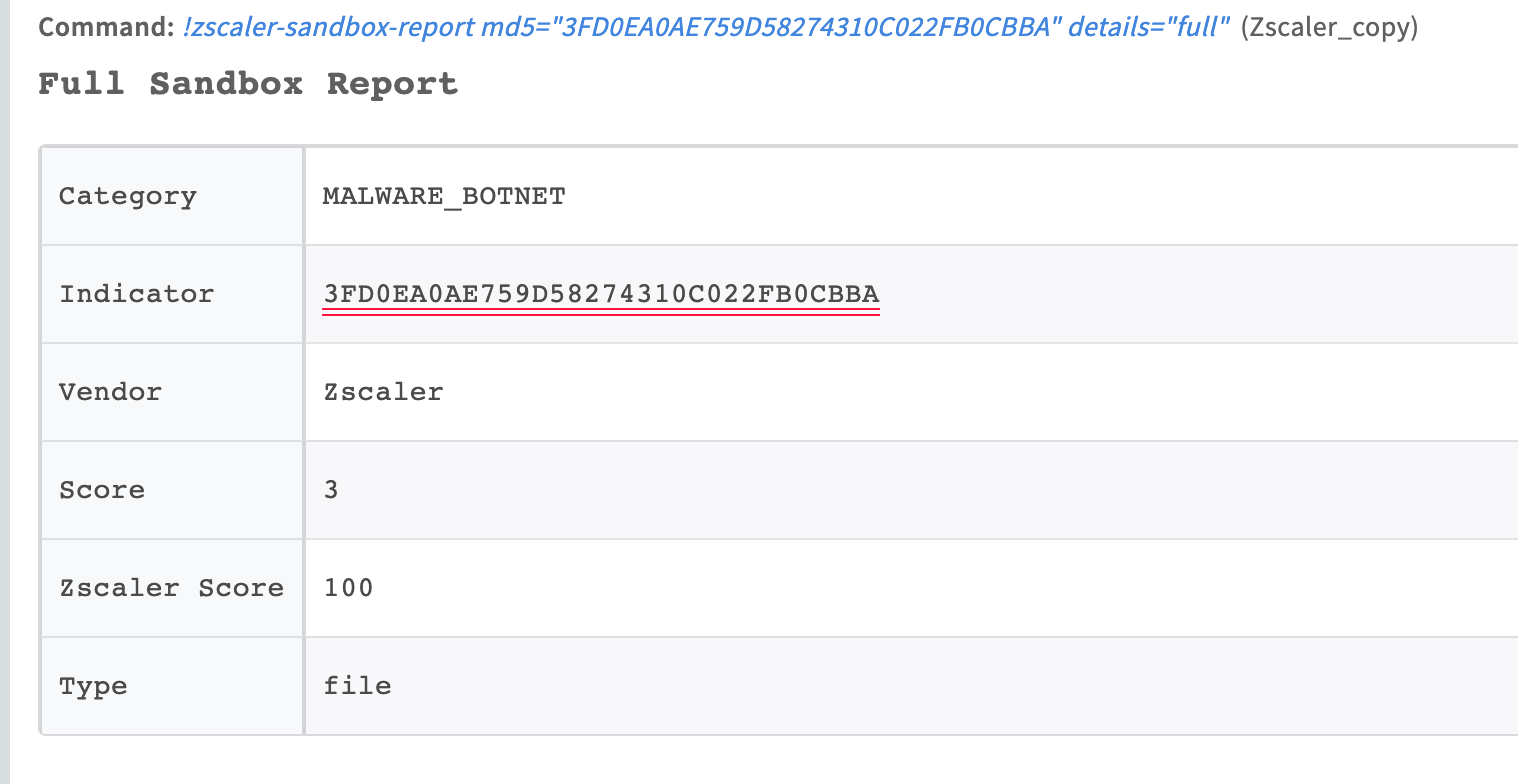 Command: !zscaler-sandbox-report md5="3FD0EA0AE759D58274310C022FB0CBBA" details="full" (Zscaler_copy)
Full Sandbox Report
Category MALWARE_BOTNET
Indicator 3FD0EA0AE759D58274310C022FB0CBBA
Vendor Zscaler
Score 3
Zscaler Score 100
Type file